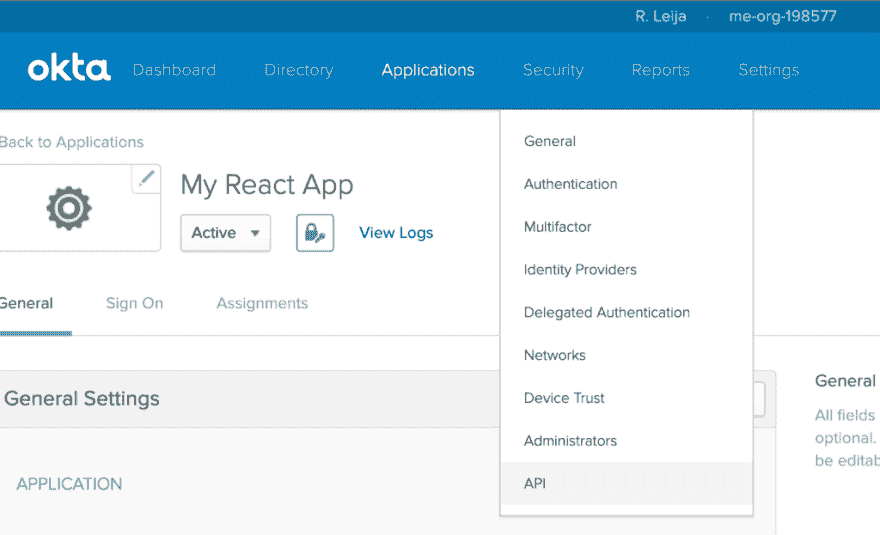 R. Leija · me-org-198577
okta Dashboard Directory Applications Security Reports Settings
Back to Applications
My React App
Active
View Logs
General Sign On Assignments
General
Authentication
Multifactor
Identity Providers
Delegated Authentication
Networks
Device Trust
Administrators
API
General Settings
APPLICATION
General
All fields
optional.
be editab